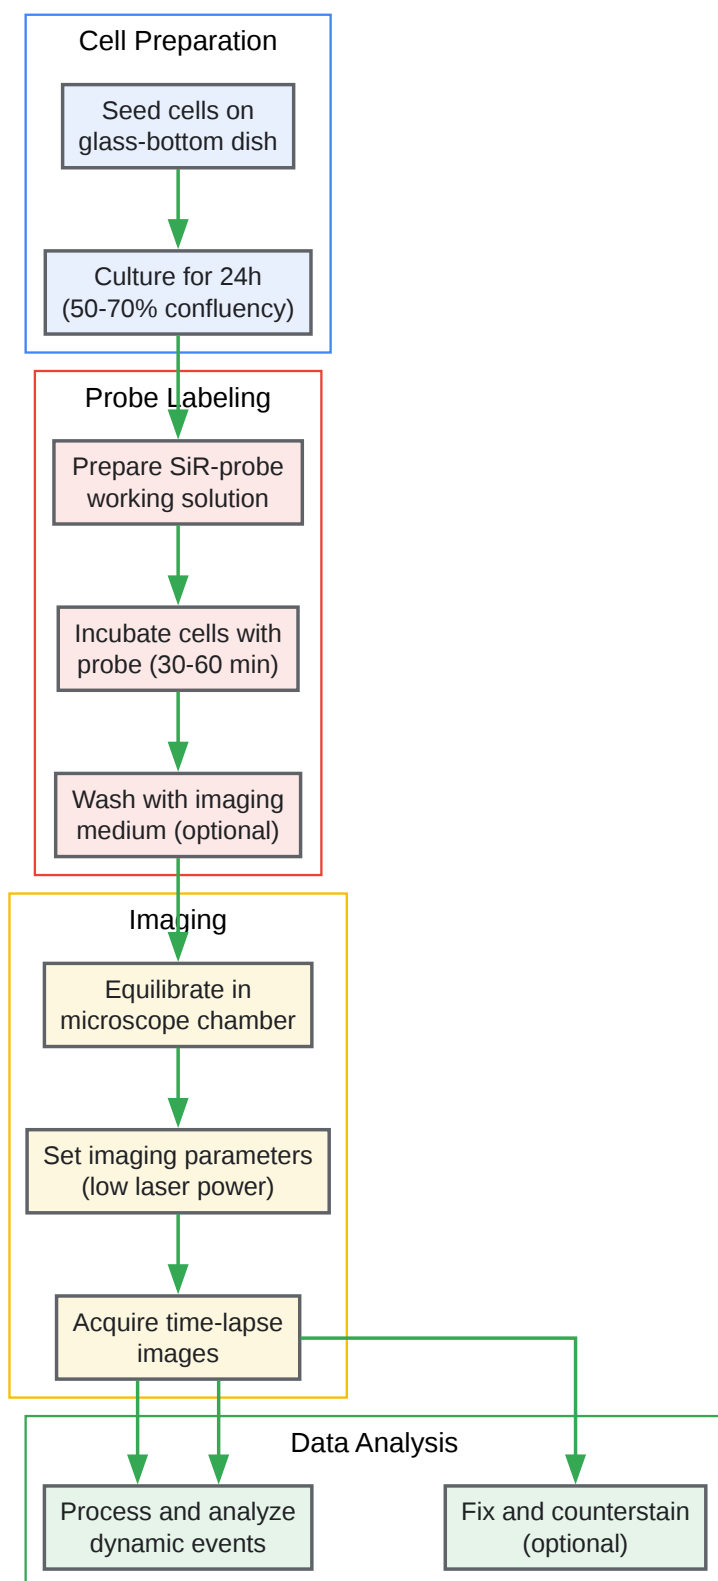 Cell Preparation
Seed cells on
glass-bottom dish
Culture for 24h
(50-70% confluency)
Probe Labeling
Prepare SiR-probe
working solution
Incubate cells with
probe (30-60 min)
Wash with imaging
medium (optional)
Imaging
Equilibrate in
microscope chamber
Set imaging parameters
(low laser power)
Acquire time-lapse
images
Data Analysis
Process and analyze
dynamic events
Fix and counterstain
(optional)